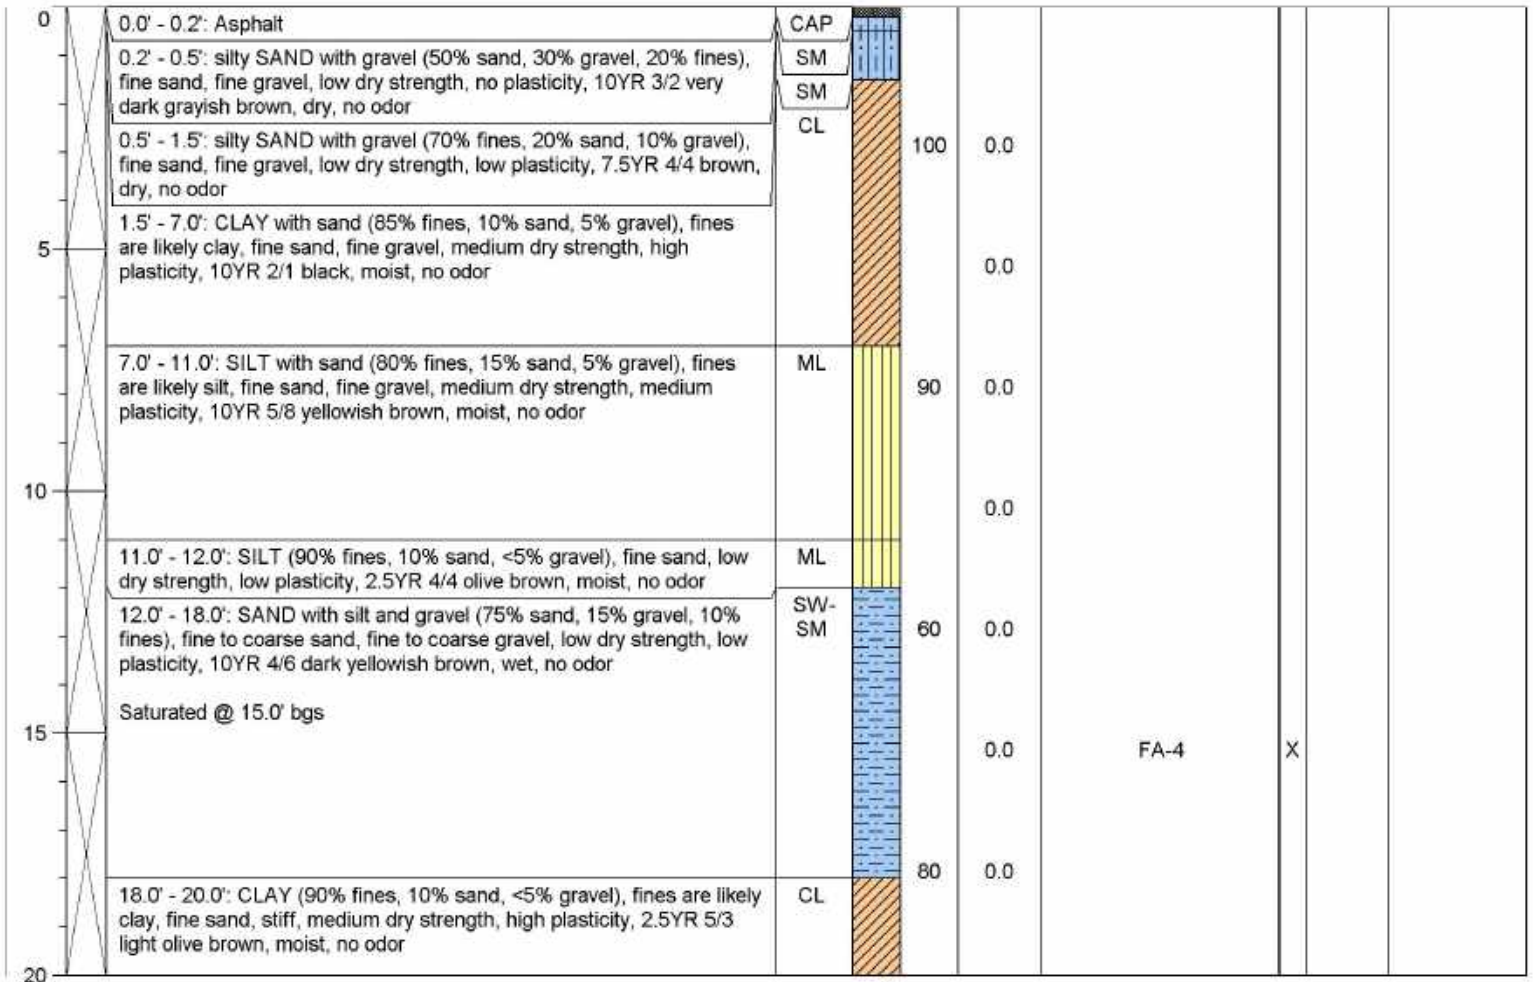 0
0.0' - 0.2': Asphalt
CAP
0.2' - 0.5': silty SAND with gravel (50% sand, 30% gravel, 20% fines),
fine sand, fine gravel, low dry strength, no plasticity, 10YR 3/2 very
dark grayish brown, dry, no odor
SM
SM
CL
0.5' - 1.5': silty SAND with gravel (70% fines, 20% sand, 10% gravel),
fine sand, fine gravel, low dry strength, low plasticity, 7.5YR 4/4 brown,
dry, no odor
100
0.0
1.5' - 7.0': CLAY with sand (85% fines, 10% sand, 5% gravel), fines
are likely clay, fine sand, fine gravel, medium dry strength, high
plasticity, 10YR 2/1 black, moist, no odor
5
0.0
7.0' - 11.0': SILT with sand (80% fines, 15% sand, 5% gravel), fines
are likely silt, fine sand, fine gravel, medium dry strength, medium
plasticity, 10YR 5/8 yellowish brown, moist, no odor
ML
90
0.0
10
0.0
11.0' - 12.0': SILT (90% fines, 10% sand, <5% gravel), fine sand, low
dry strength, low plasticity, 2.5YR 4/4 olive brown, moist, no odor
ML
12.0' - 18.0': SAND with silt and gravel (75% sand, 15% gravel, 10%
fines), fine to coarse sand, fine to coarse gravel, low dry strength, low
plasticity, 10YR 4/6 dark yellowish brown, wet, no odor
SW-
SM
60
0.0
Saturated @ 15.0' bgs
15
0.0
FA-4
X
80
0.0
18.0' - 20.0': CLAY (90% fines, 10% sand, <5% gravel), fines are likely
clay, fine sand, stiff, medium dry strength, high plasticity, 2.5YR 5/3
light olive brown, moist, no odor
CL
20